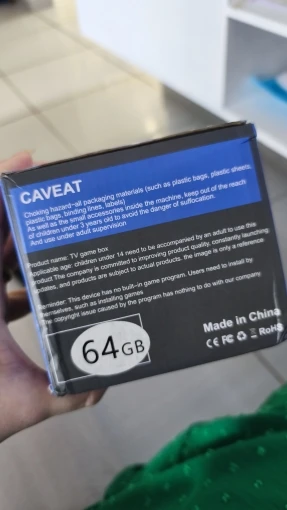 CAVEAT
Choking hazard-all packaging materials (such as plastic bags, plastic sheets,
plastic bags, binding lines, labels)
As well as the small accessories inside the machine, keep out of the reach
of children under 3 years old to avoid the danger of suffocation.
And use under adult supervision
Product name: TV game box
Applicable age: children under 14 need to be accompanied by an adult to use this
product.The company is committed to improving product quality, constantly launching
updates, and products are subject to actual products, the image is only a reference
Reminder: This device has no built-in game program. Users need to install by
themselves, such as installing games
The copyright issue caused by the program has nothing to do with our company
64GB
Made in China
CE FC RoHS